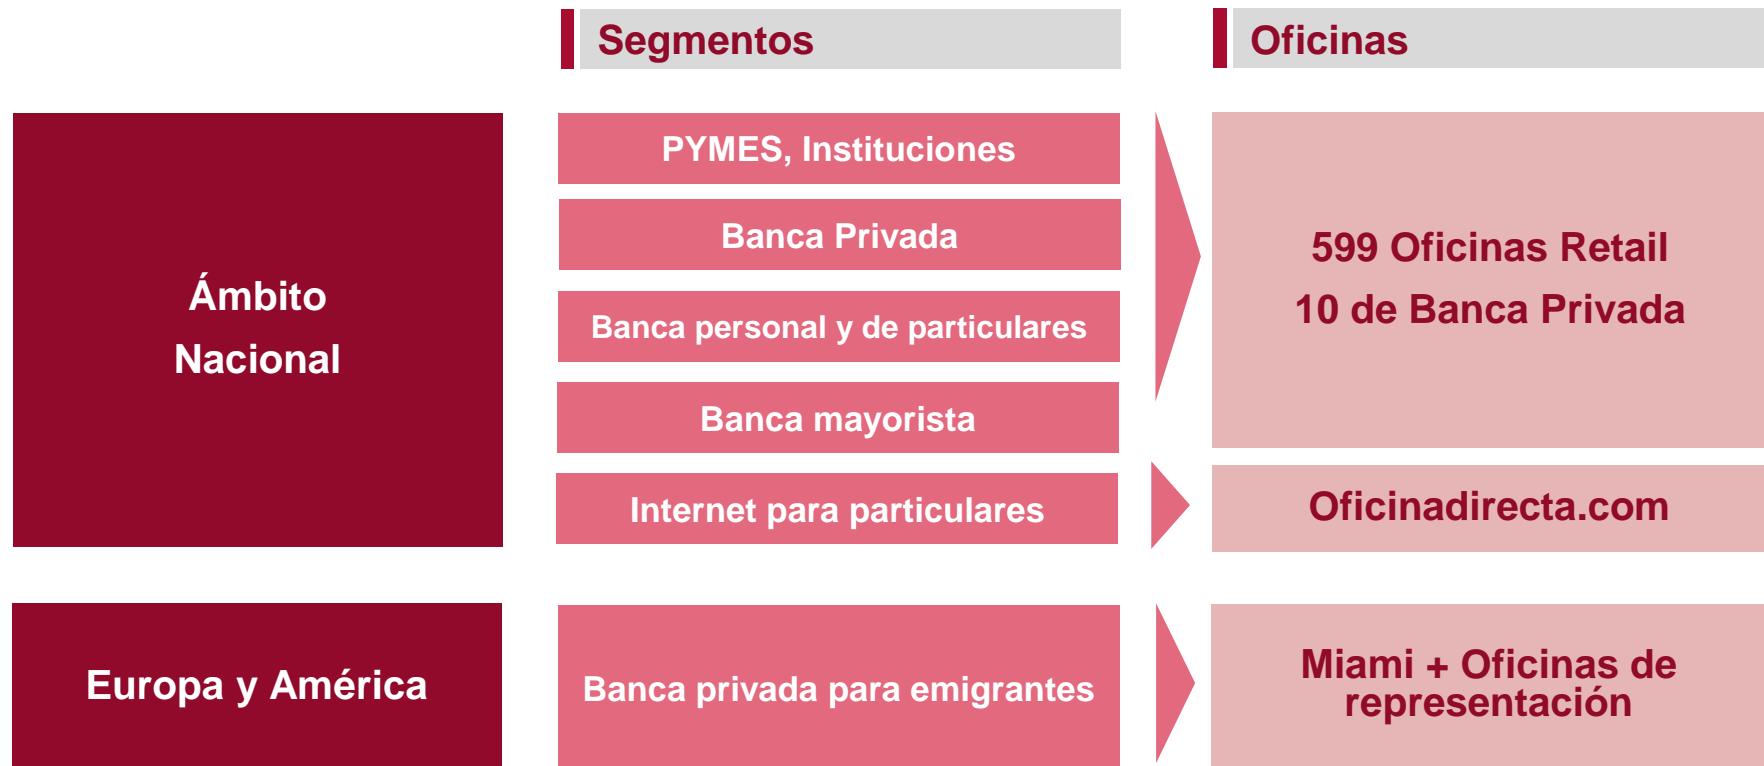 Segmentos
Oficinas
Ámbito
Nacional
PYMES, Instituciones
Banca Privada
Banca personal y de particulares
Banca mayorista
Internet para particulares
599 Oficinas Retail
10 de Banca Privada
Oficinadirecta.com
Europa y América
Banca privada para emigrantes
Miami + Oficinas de
representación